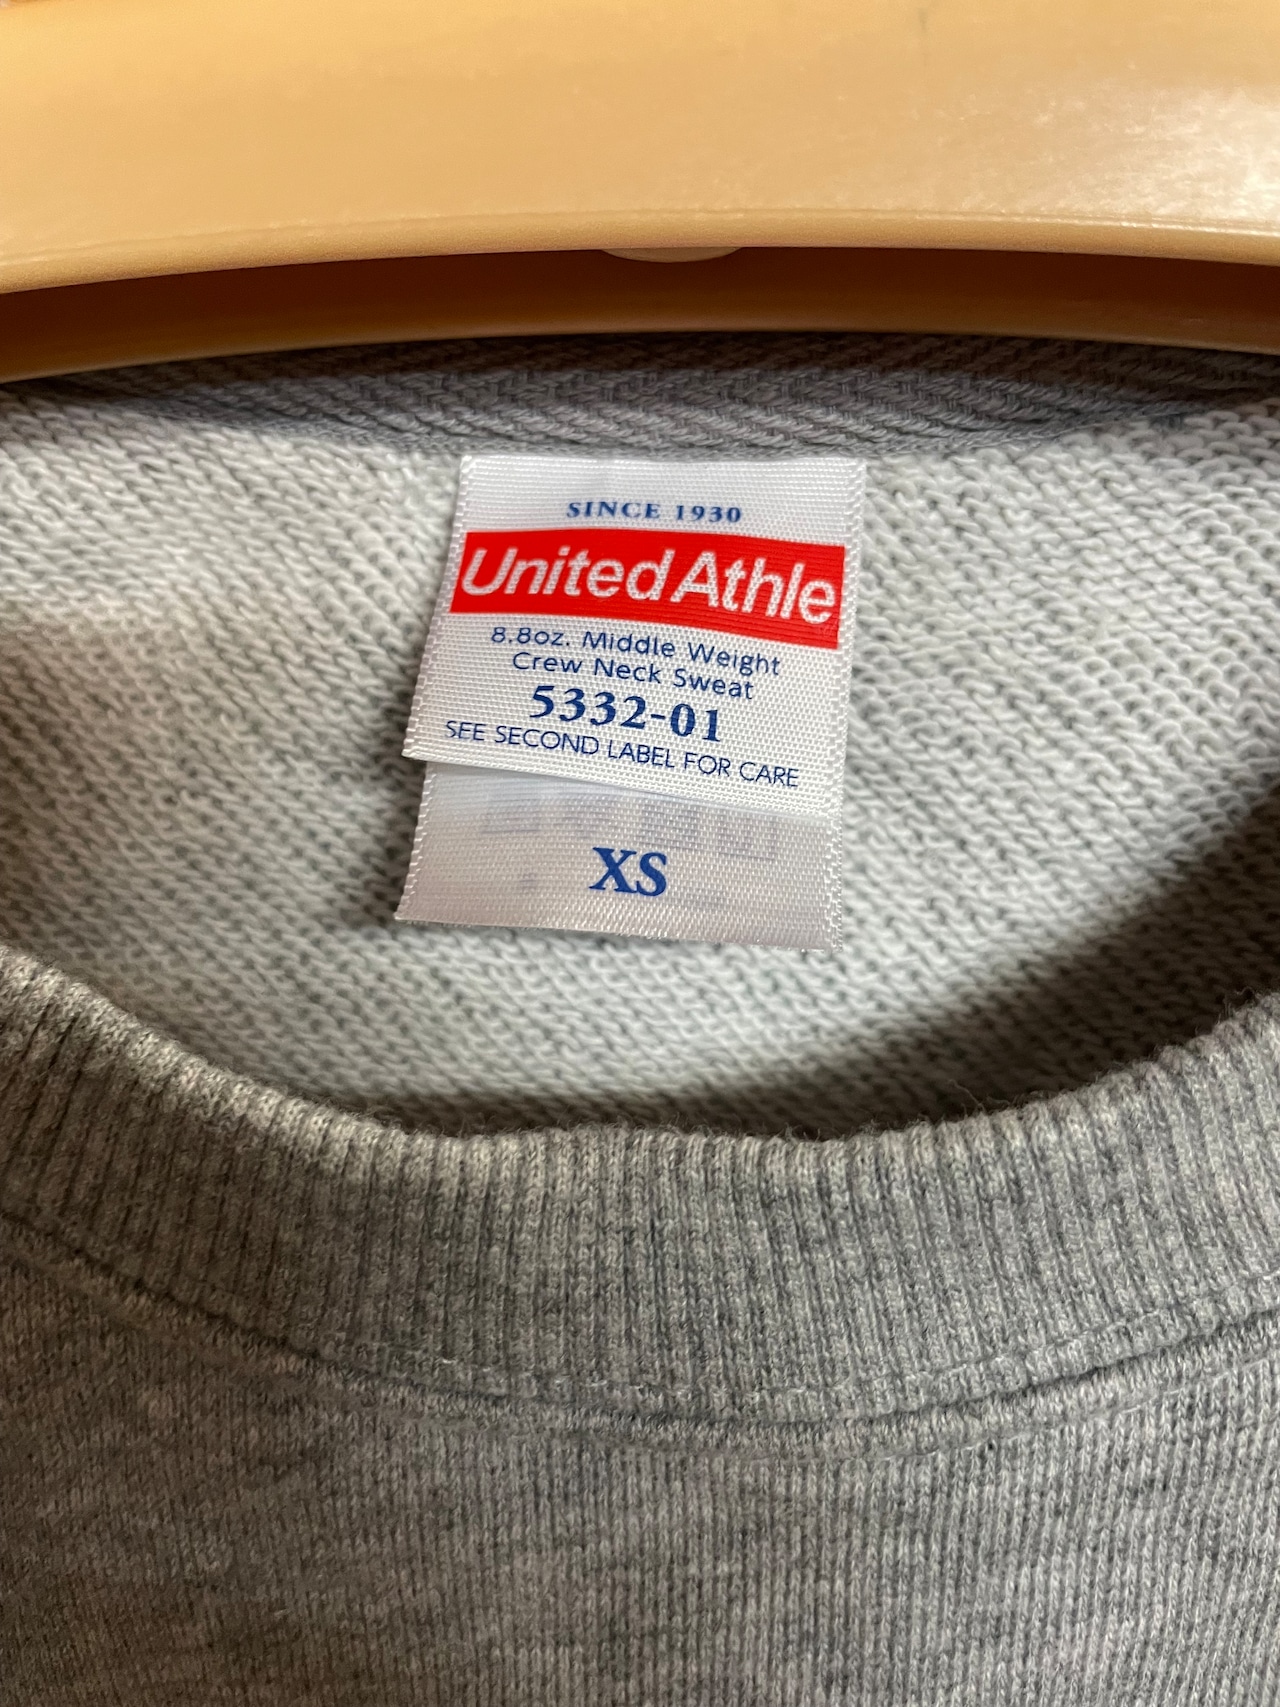 SINCE 1930
United Athle
8.8oz. Middle Weight
Crew Neck Sweat
5332-01
SEE SECOND LABEL FOR CARE
XS